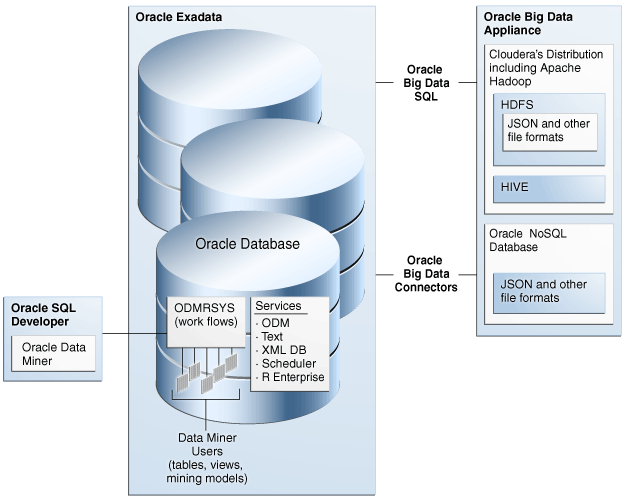 Oracle Exadata
Oracle Database
ODMRSYS
(work flows)
Services
· ODM
· Text
· XML DB
· Scheduler
· R Enterprise
Data Miner
Users
(tables, views,
mining models)
Oracle SQL
Developer
Oracle Data
Miner
Oracle
Big Data
SQL
Oracle
Big Data
Connectors
Oracle Big Data
Appliance
Cloudera's Distribution
including Apache
Hadoop
HDFS
JSON and other
file formats
HIVE
Oracle NoSQL
Database
JSON and other
file formats